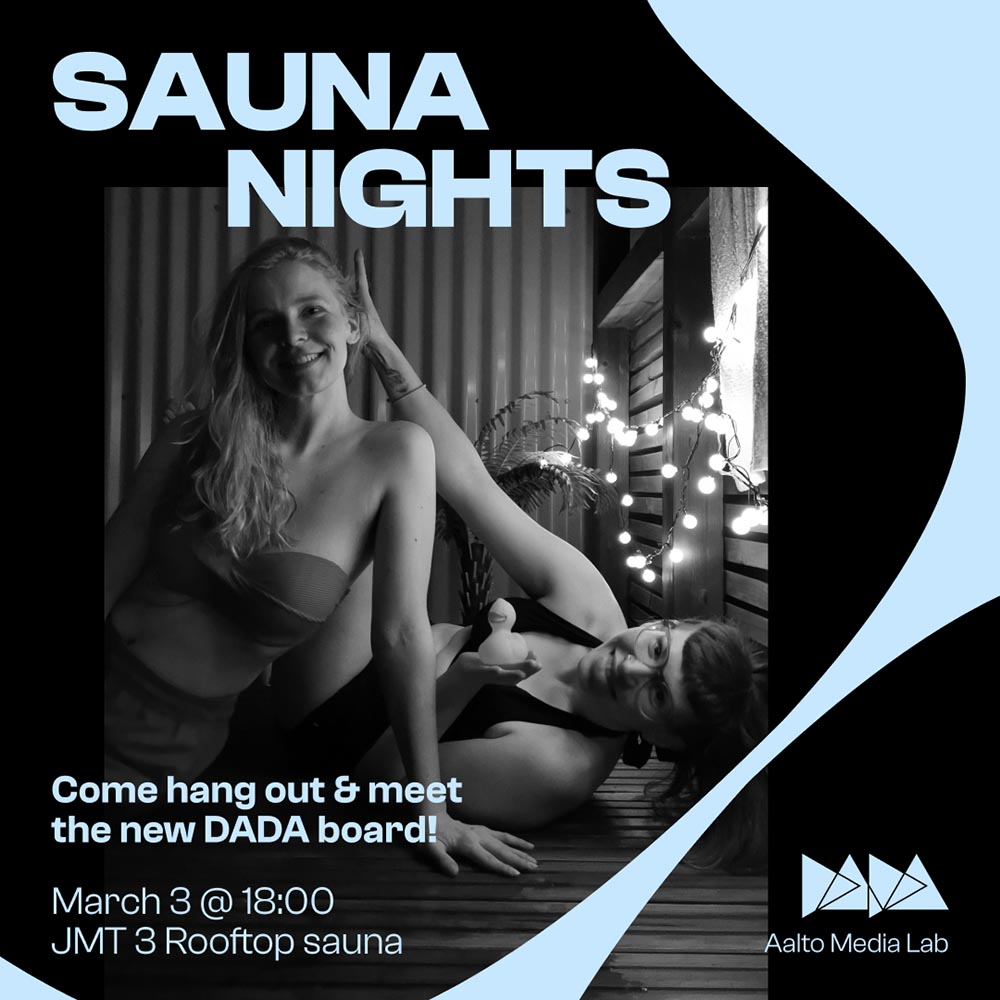 SAUNA
NIGHTS
Come hang out & meet
the new DADA board!
March 3 @ 18:00
JMT 3 Rooftop sauna
DADA
Aalto Media Lab